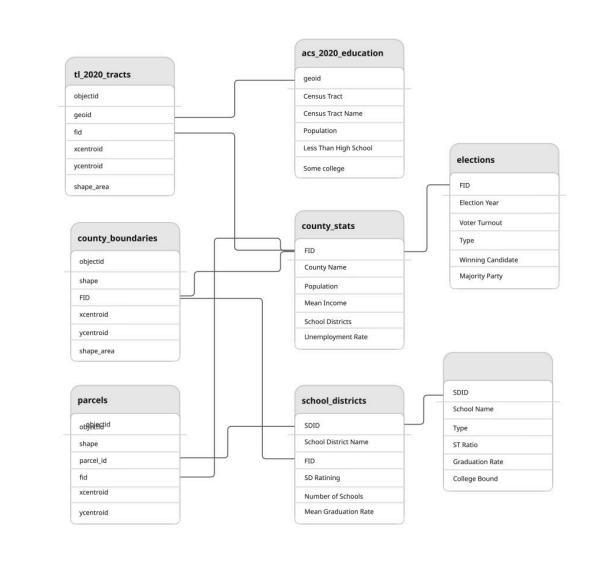 tl_2020_tracts
objectid
geoid
fid
xcentroid
ycentroid
shape_area
acs_2020_education
geoid
Census Tract
Census Tract Name
Population
Less Than High School
Some college
elections
FID
Election Year
Voter Turnout
Type
Winning Candidate
Majority Party
county_boundaries
objectid
shape
FID
xcentroid
ycentroid
shape_area
county_stats
FID
County Name
Population
Mean Income
School Districts
Unemployment Rate
parcels
objectid
objectid
shape
parcel_id
fid
xcentroid
ycentroid
school_districts
SDID
School District Name
FID
SD Ratining
Number of Schools
Mean Graduation Rate
SDID
School Name
Type
ST Ratio
Graduation Rate
College Bound